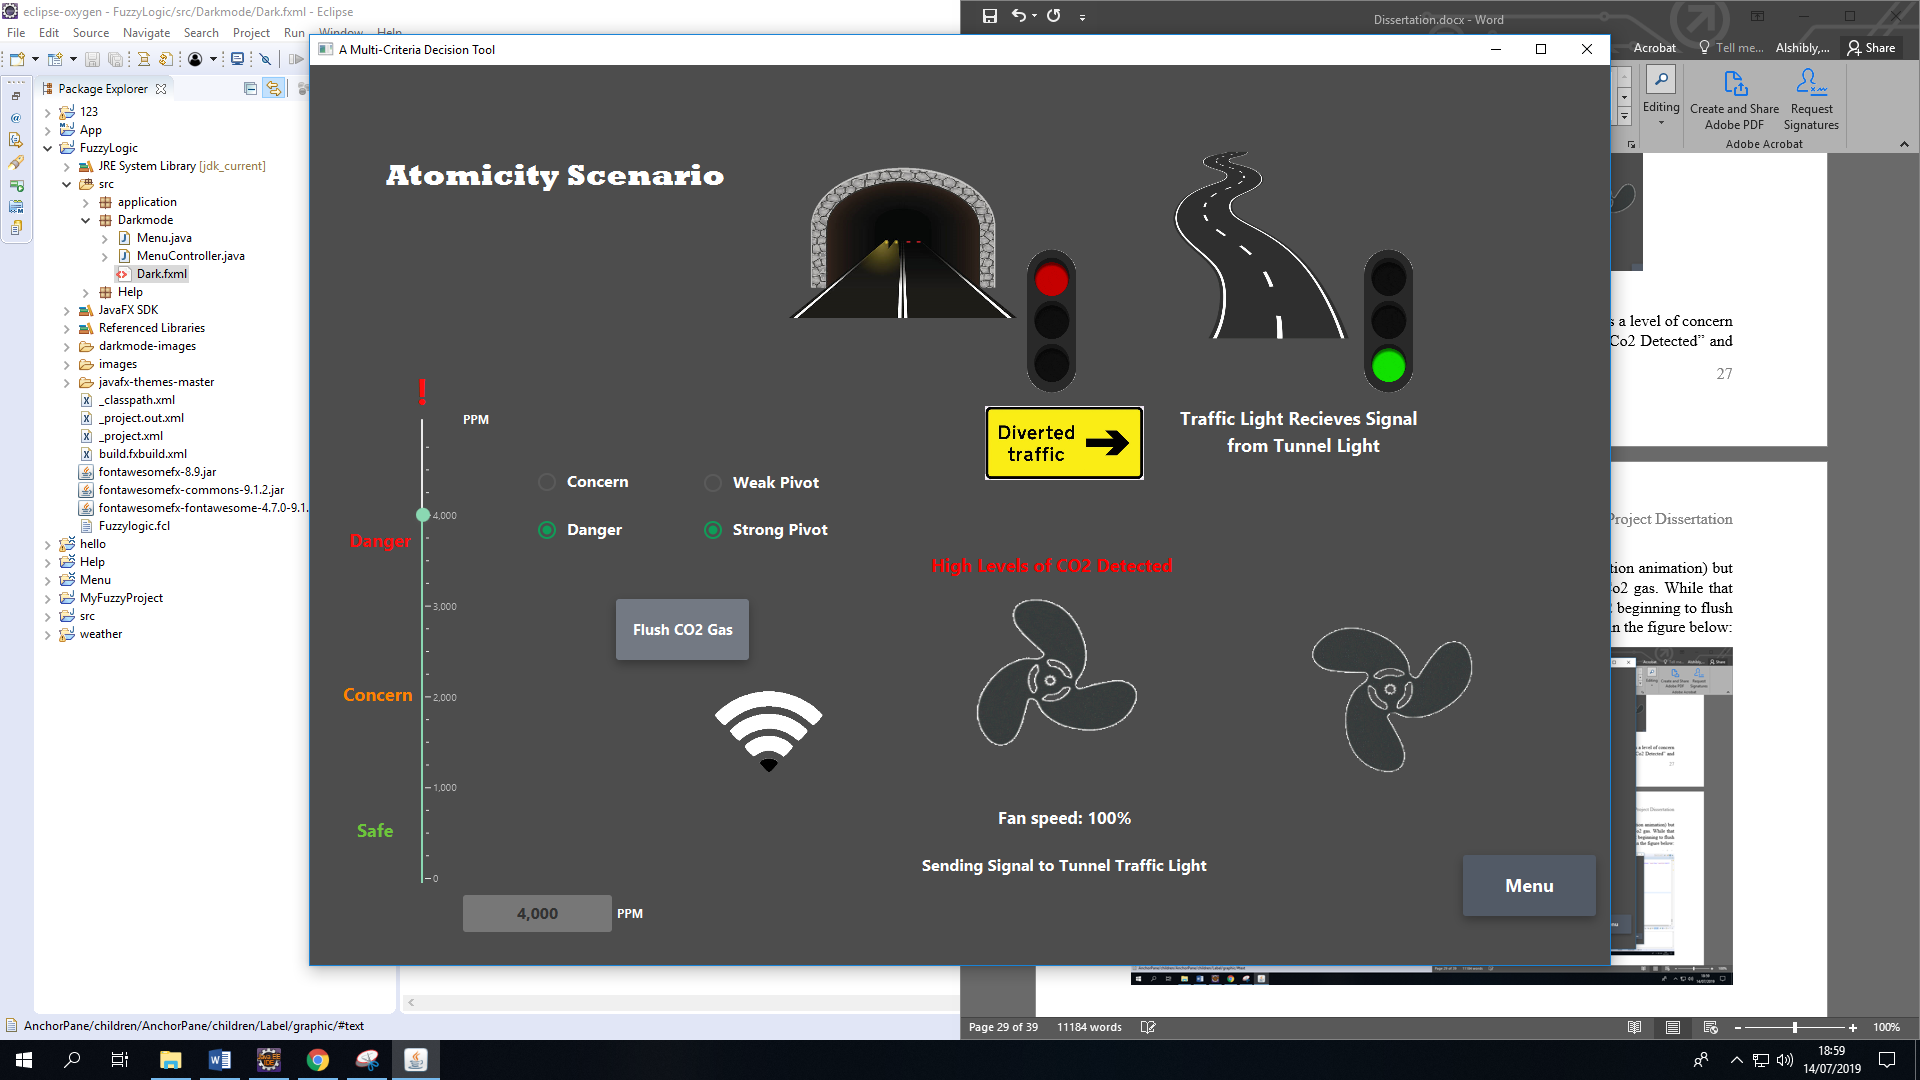 eclipse-oxygen - FuzzyLogic/src/Darkmode/Dark.fxml - Eclipse
File Edit Source Navigate Search Project Run Window Help
Package Explorer
123
App
FuzzyLogic
JRE System Library [jdk_current]
src
application
Darkmode
Menu.java
MenuController.java
Dark.fxml
Help
JavaFX SDK
Referenced Libraries
darkmode-images
images
javafx-themes-master
_classpath.xml
_project.out.xml
_project.xml
build.fxbuild.xml
fontawesomefx-8.9.jar
fontawesomefx-commons-9.1.2.jar
fontawesomefx-fontawesome-4.7.0-9.1.
Fuzzylogic.fcl
hello
Help
Menu
MyFuzzyProject
src
weather
AnchorPane/children/AnchorPane/children/Label/graphic/#text
A Multi-Criteria Decision Tool
Atomicity Scenario
!
PPM
4,000
3,000
2,000
1,000
0
Danger
Concern
Safe
Concern
Weak Pivot
Danger
Strong Pivot
Flush CO2 Gas
4,000 PPM
Diverted
traffic
Traffic Light Recieves Signal
from Tunnel Light
High Levels of CO2 Detected
Fan speed: 100%
Sending Signal to Tunnel Traffic Light
Menu
Dissertation.docx - Word
Acrobat Tell me... Alshibly,... Share
Editing
Create and Share
Adobe PDF
Request
Signatures
Adobe Acrobat
s a level of concern
Co2 Detected” and
27
Project Dissertation
tion animation) but
o2 gas. While that
beginning to flush
n the figure below:
Page 29 of 39 11184 words
100%
18:59
14/07/2019